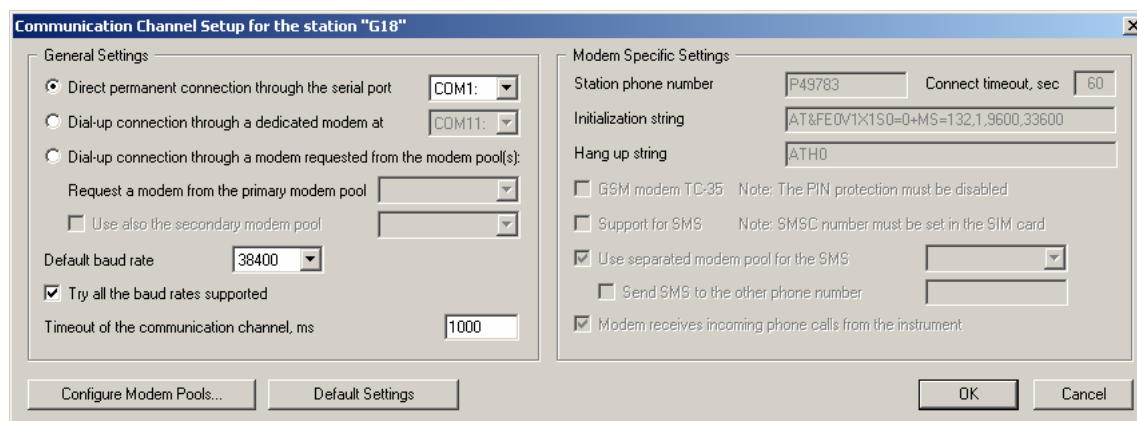 Communication Channel Setup for the station "G18"
General Settings
Direct permanent connection through the serial port COM1:
Dial-up connection through a dedicated modem at COM11:
Dial-up connection through a modem requested from the modem pool(s):
Request a modem from the primary modem pool
Use also the secondary modem pool
Default baud rate 38400
Try all the baud rates supported
Timeout of the communication channel, ms 1000
Modem Specific Settings
Station phone number P49783 Connect timeout, sec 60
Initialization string AT&FE0V1X1S0=0+MS=132,1,9600,33600
Hang up string ATH0
GSM modem TC-35 Note: The PIN protection must be disabled
Support for SMS Note: SMSC number must be set in the SIM card
Use separated modem pool for the SMS
Send SMS to the other phone number
Modem receives incoming phone calls from the instrument
Configure Modem Pools... Default Settings OK Cancel